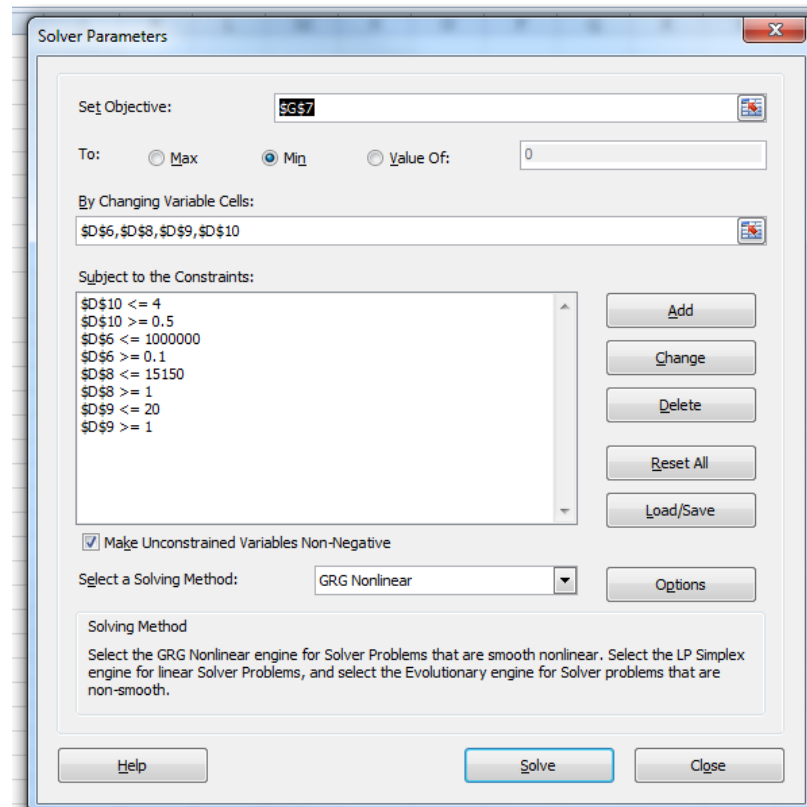 Solver Parameters
Set Objective:
$G$7
To:
Max
Min
Value Of:
0
By Changing Variable Cells:
$D$6,$D$8,$D$9,$D$10
Subject to the Constraints:
$D$10 <= 4
$D$10 >= 0.5
$D$6 <= 1000000
$D$6 >= 0.1
$D$8 <= 15150
$D$8 >= 1
$D$9 <= 20
$D$9 >= 1
Add
Change
Delete
Reset All
Load/Save
Make Unconstrained Variables Non-Negative
Select a Solving Method:
GRG Nonlinear
Options
Solving Method
Select the GRG Nonlinear engine for Solver Problems that are smooth nonlinear. Select the LP Simplex
engine for linear Solver Problems, and select the Evolutionary engine for Solver problems that are
non-smooth.
Help
Solve
Close